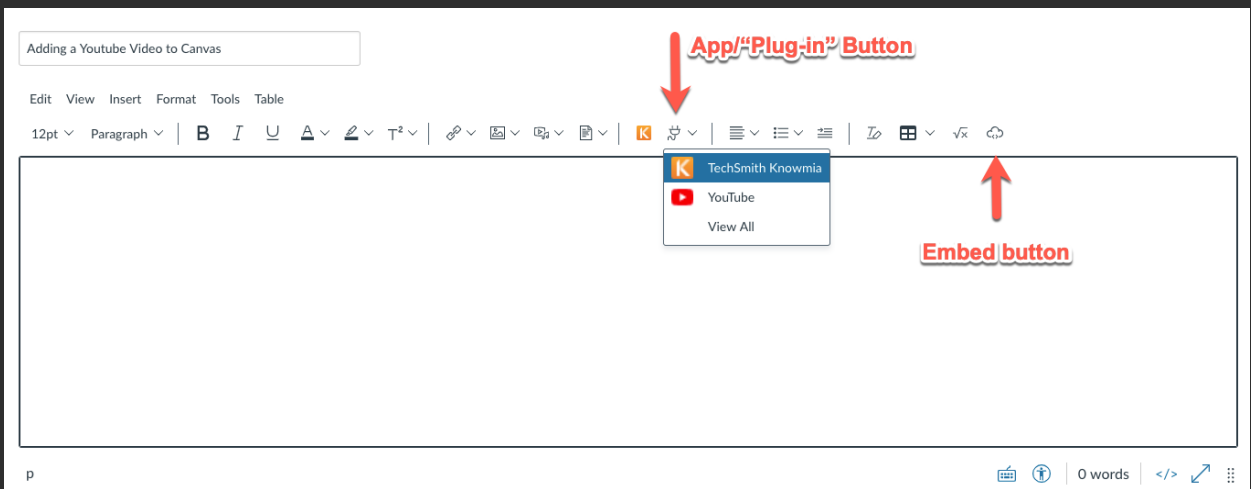 App/“Plug-in” Button
Adding a Youtube Video to Canvas
Edit View Insert Format Tools Table
12pt Paragraph B I U A T² K √x
K TechSmith Knowmia
YouTube
View All
Embed button
p 0 words </>